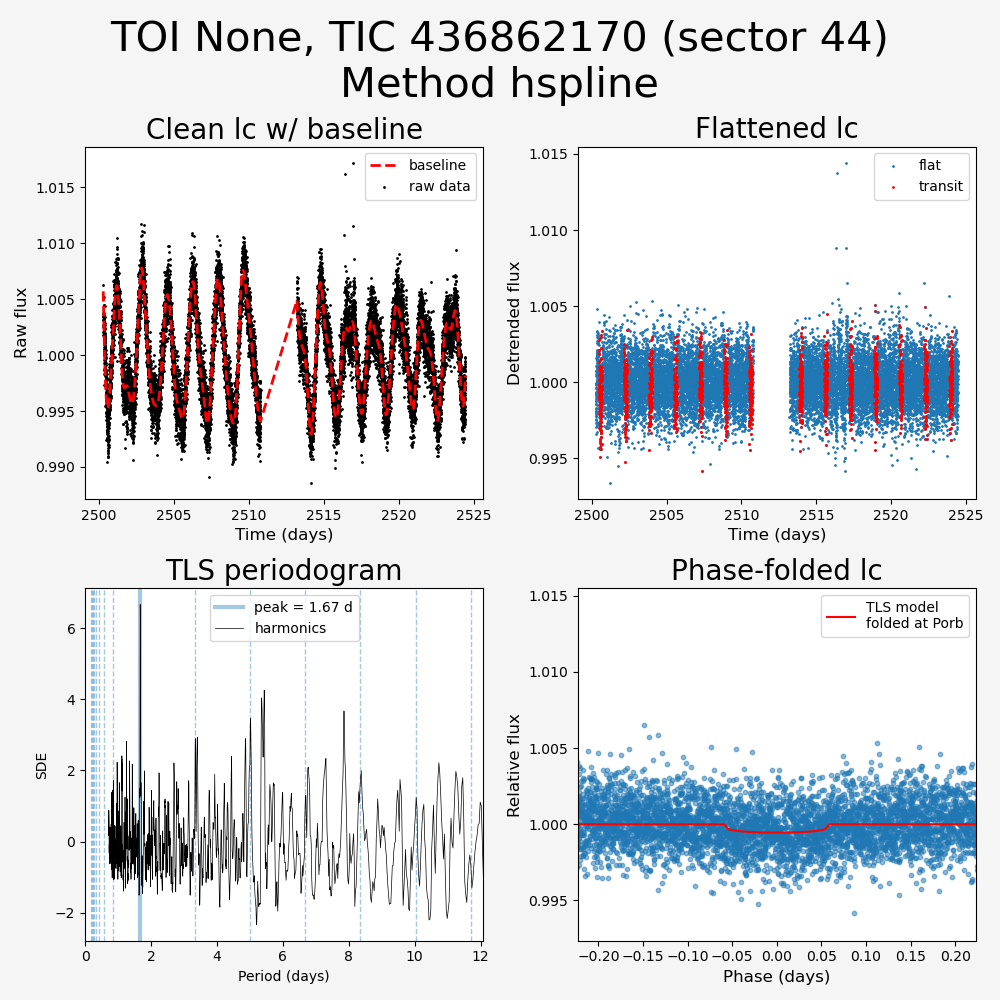 TOI None, TIC 436862170 (sector 44)
Method hspline
Clean lc w/ baseline
Flattened lc
baseline
raw data
flat
transit
Raw flux
1.015
1.010
1.005
1.000
0.995
0.990
2500
2505
2510
2515
2520
2525
Time (days)
Detrended flux
1.015
1.010
1.005
1.000
0.995
2500
2505
2510
2515
2520
2525
Time (days)
TLS periodogram
Phase-folded lc
peak = 1.67 d
harmonics
TLS model
folded at Porb
SDE
6
4
2
0
−2
0
2
4
6
8
10
12
Period (days)
Relative flux
1.015
1.010
1.005
1.000
0.995
−0.20
−0.15
−0.10
−0.05
0.00
0.05
0.10
0.15
0.20
Phase (days)